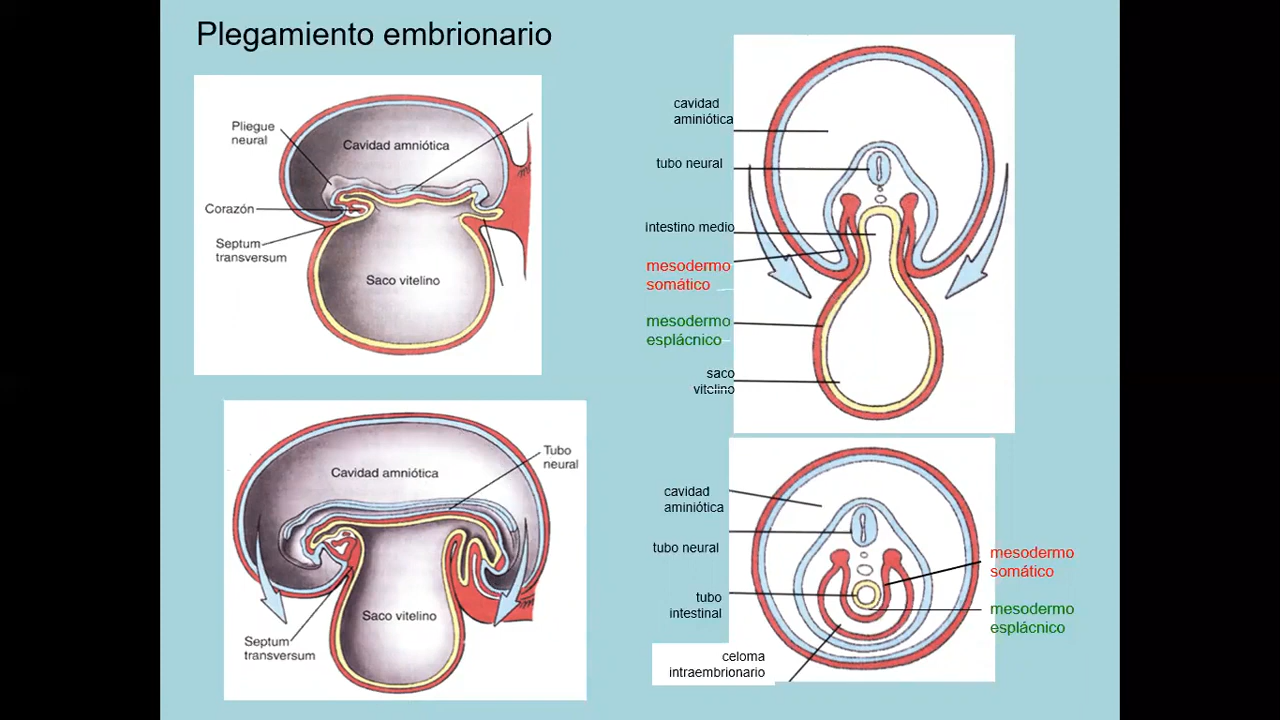 Plegamiento embrionario
Pliegue
neural
Cavidad amniótica
Corazón
Septum
transversum
Saco vitelino
Cavidad amniótica
Tubo
neural
Saco vitelino
Septum
transversum
cavidad
aminiótica
tubo neural
intestino medio
mesodermo
somático
mesodermo
esplácnico
saco
vitelino
cavidad
aminiótica
tubo neural
tubo
intestinal
celoma
intraembrionario
mesodermo
somático
mesodermo
esplácnico